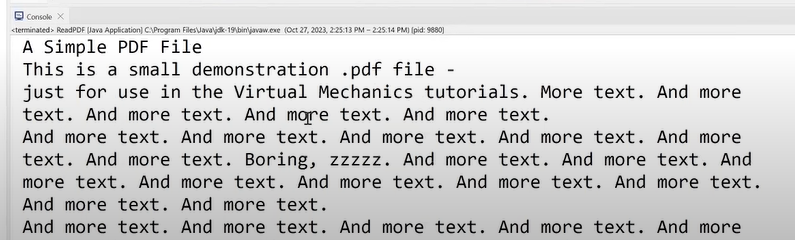 Console
<terminated> ReadPDF [Java Application] C:\Program Files\Java\jdk-19\bin\javaw.exe (Oct 27, 2023, 2:25:13 PM – 2:25:14 PM) [pid: 9880]
A Simple PDF File
This is a small demonstration .pdf file -
just for use in the Virtual Mechanics tutorials. More text. And more
text. And more text. And more text. And more text.
And more text. And more text. And more text. And more text. And more
text. And more text. Boring, zzzzz. And more text. And more text. And
more text. And more text. And more text. And more text. And more text.
And more text. And more text.
And more text. And more text. And more text. And more text. And more